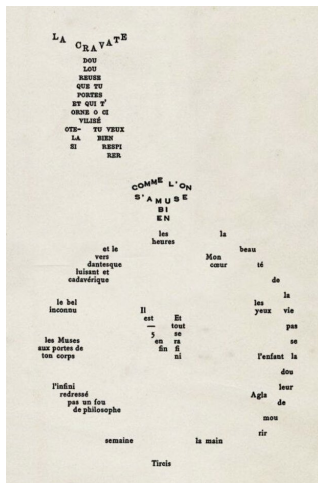 LA CRAVATE
DOU
LOU
REUSE
QUE TU
PORTES
ET QUI T'
ORNE O CI
VILISÉ
OTE- TU VEUX
LA BIEN
SI RESPI
RER
COMME L'ON
S'AMUSE
BI
EN
les la
heures
et le beau
vers Mon
dantesque cœur té
luisant et
cadavérique de
la
le bel les
inconnu Il yeux vie
est Et
— tout pas
5 se
les Muses en ra se
aux portes de fin fi
ton corps ni l'enfant la
dou
l'infini leur
redressé Agla
pas un fou de
de philosophe
mou
rir
semaine la main
Tircis